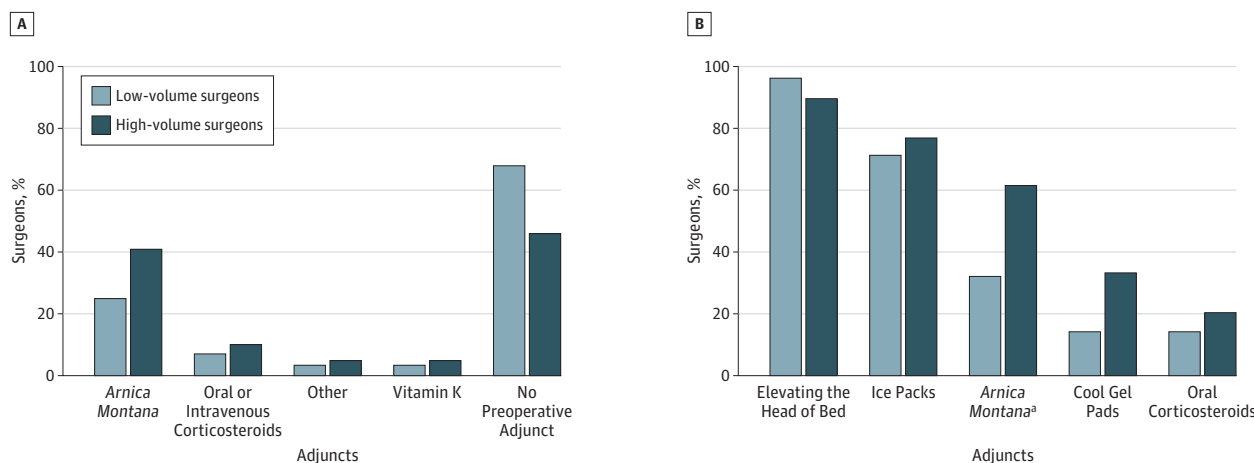 A
100
80
60
40
20
0
Surgeons, %
Low-volume surgeons
High-volume surgeons
Arnica
Montana
Oral or
Intravenous
Corticosteroids
Other
Vitamin K
No
Preoperative
Adjunct
Adjuncts
B
100
80
60
40
20
0
Surgeons, %
Elevating the
Head of Bed
Ice Packs
Arnica
Montanaᵃ
Cool Gel
Pads
Oral
Corticosteroids
Adjuncts